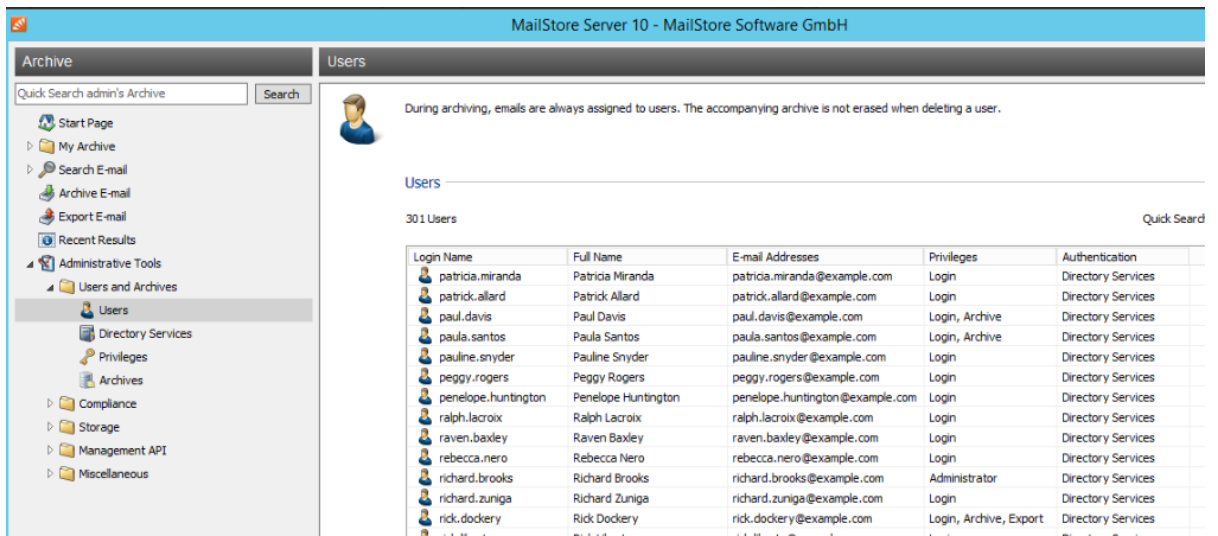 MailStore Server 10 - MailStore Software GmbH
Archive
Quick Search admin's Archive Search
Start Page
My Archive
Search E-mail
Archive E-mail
Export E-mail
Recent Results
Administrative Tools
Users and Archives
Users
Directory Services
Privileges
Archives
Compliance
Storage
Management API
Miscellaneous
Users
During archiving, emails are always assigned to users. The accompanying archive is not erased when deleting a user.
Users
301 Users Quick Search
Login Name Full Name E-mail Addresses Privileges Authentication
patricia.miranda Patricia Miranda patricia.miranda@example.com Login Directory Services
patrick.allard Patrick Allard patrick.allard@example.com Login Directory Services
paul.davis Paul Davis paul.davis@example.com Login, Archive Directory Services
paula.santos Paula Santos paula.santos@example.com Login, Archive Directory Services
pauline.snyder Pauline Snyder pauline.snyder@example.com Login Directory Services
peggy.rogers Peggy Rogers peggy.rogers@example.com Login Directory Services
penelope.huntington Penelope Huntington penelope.huntington@example.com Login Directory Services
ralph.lacroix Ralph Lacroix ralph.lacroix@example.com Login Directory Services
raven.baxley Raven Baxley raven.baxley@example.com Login Directory Services
rebecca.nero Rebecca Nero rebecca.nero@example.com Login Directory Services
richard.brooks Richard Brooks richard.brooks@example.com Administrator Directory Services
richard.zuniga Richard Zuniga richard.zuniga@example.com Login Directory Services
rick.dockery Rick Dockery rick.dockery@example.com Login, Archive, Export Directory Services